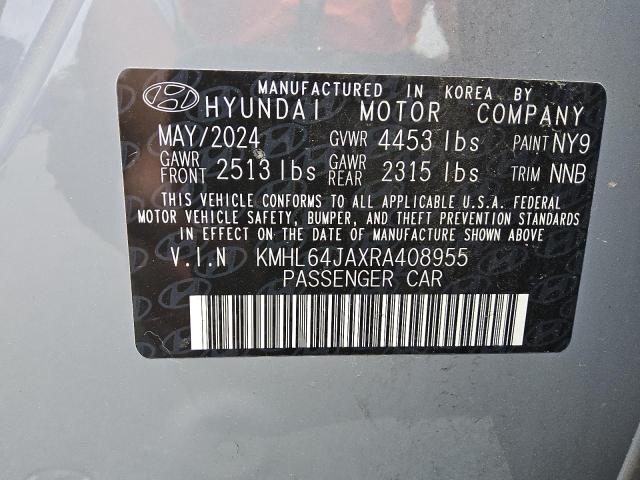 MANUFACTURED IN KOREA BY
HYUNDAI MOTOR COMPANY
MAY/2024 GVWR 4453 lbs PAINT NY9
GAWR FRONT 2513 lbs GAWR REAR 2315 lbs TRIM NNB
THIS VEHICLE CONFORMS TO ALL APPLICABLE U.S.A. FEDERAL
MOTOR VEHICLE SAFETY, BUMPER, AND THEFT PREVENTION STANDARDS
IN EFFECT ON THE DATE OF MANUFACTURE SHOWN ABOVE
V.I.N KMHL64JAXRA408955
PASSENGER CAR